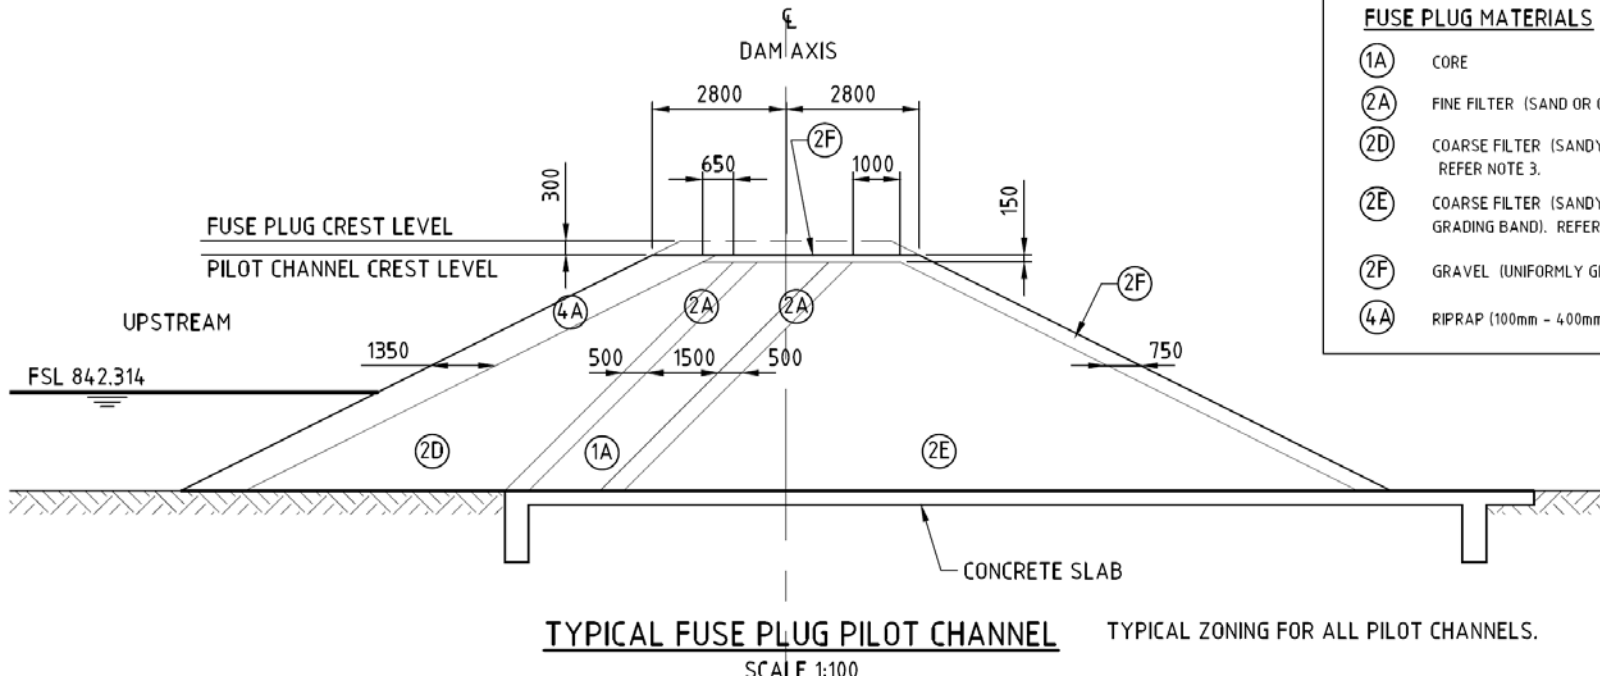 ℄
DAM AXIS
2800
2800
2F
650
1000
300
150
FUSE PLUG CREST LEVEL
PILOT CHANNEL CREST LEVEL
4A
2A
2A
2F
UPSTREAM
1350
500
1500
500
750
FSL 842.314
2D
1A
2E
CONCRETE SLAB
TYPICAL FUSE PLUG PILOT CHANNEL
SCALE 1:100
TYPICAL ZONING FOR ALL PILOT CHANNELS.
FUSE PLUG MATERIALS
1A CORE
2A FINE FILTER (SAND OR
2D COARSE FILTER (SANDY
REFER NOTE 3.
2E COARSE FILTER (SANDY
GRADING BAND). REFER
2F GRAVEL (UNIFORMLY
4A RIPRAP (100mm - 400mm